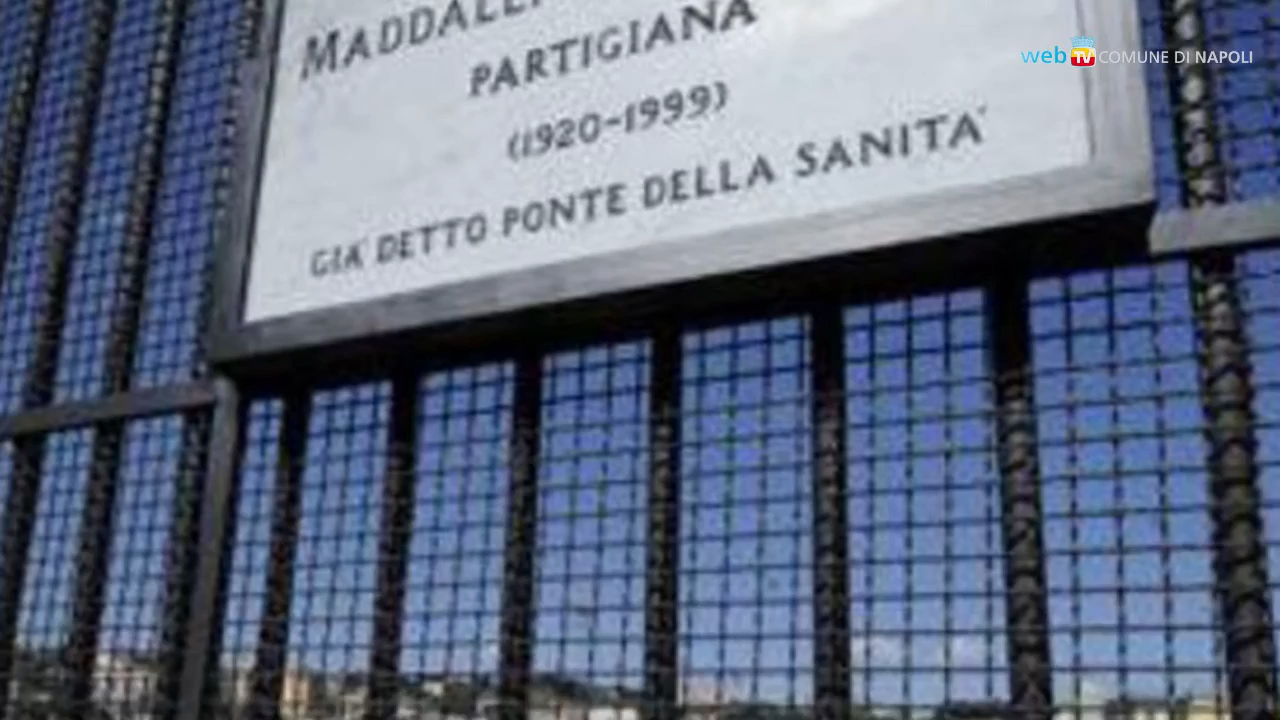 web TV COMUNE DI NAPOLI
PARTIGIANA
(1920-1999)
GIA' DETTO PONTE DELLA SANITA'